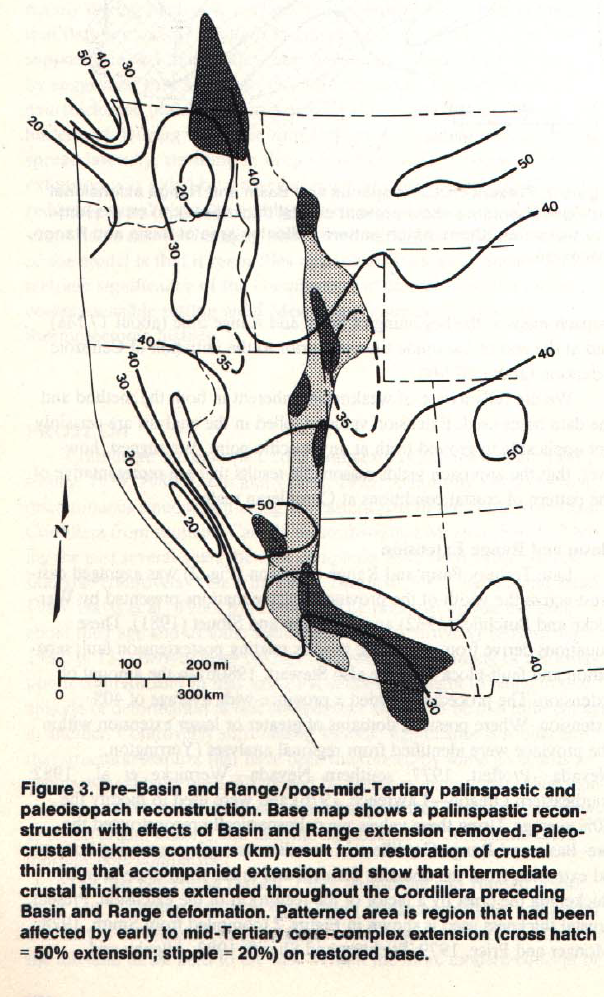 50
40
30
20
40
50
20
40
30
40
35
40
30
40
35
50
20
20
50
N
40
30
0 100 200 mi
0 300 km
Figure 3. Pre–Basin and Range/post–mid-Tertiary palinspastic and
paleoisopach reconstruction. Base map shows a palinspastic recon-
struction with effects of Basin and Range extension removed. Paleo-
crustal thickness contours (km) result from restoration of crustal
thinning that accompanied extension and show that intermediate
crustal thicknesses extended throughout the Cordillera preceding
Basin and Range deformation. Patterned area is region that had been
affected by early to mid-Tertiary core-complex extension (cross hatch
= 50% extension; stipple = 20%) on restored base.